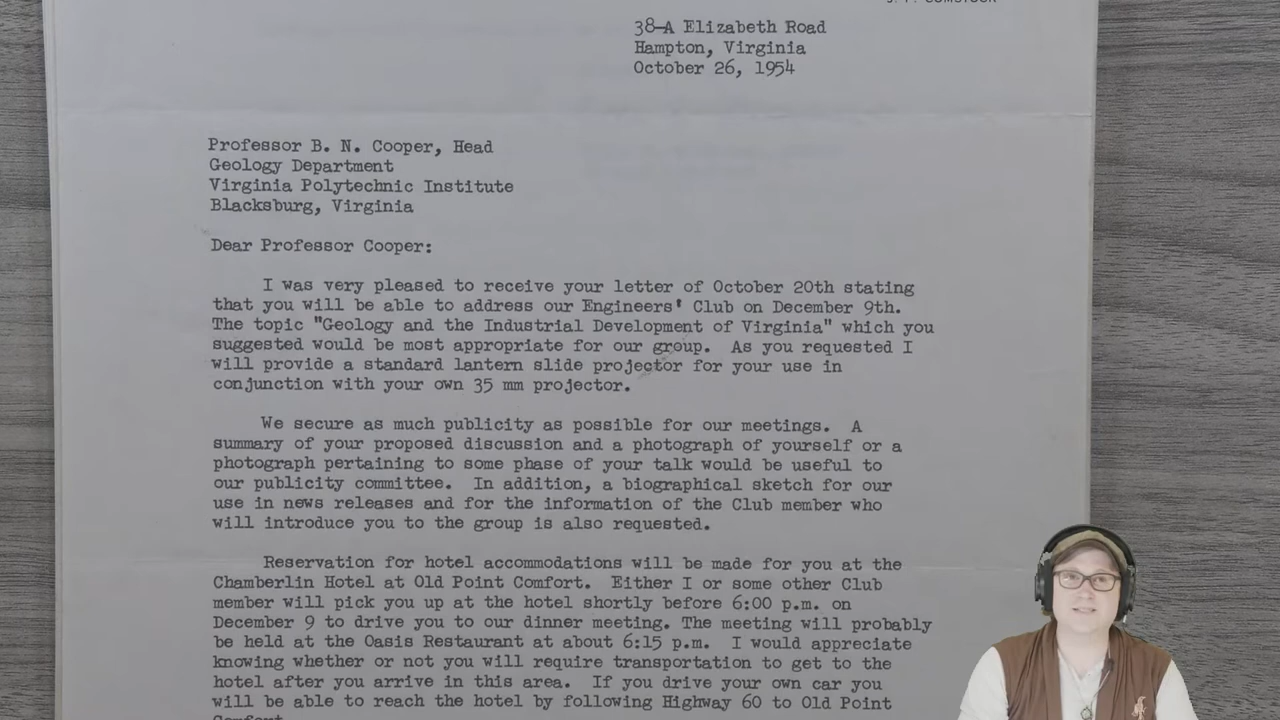 38-A Elizabeth Road
Hampton, Virginia
October 26, 1954
Professor B. N. Cooper, Head
Geology Department
Virginia Polytechnic Institute
Blacksburg, Virginia
Dear Professor Cooper:
I was very pleased to receive your letter of October 20th stating
that you will be able to address our Engineers' Club on December 9th.
The topic "Geology and the Industrial Development of Virginia" which you
suggested would be most appropriate for our group.  As you requested I
will provide a standard lantern slide projector for your use in
conjunction with your own 35 mm projector.
We secure as much publicity as possible for our meetings.  A
summary of your proposed discussion and a photograph of yourself or a
photograph pertaining to some phase of your talk would be useful to
our publicity committee.  In addition, a biographical sketch for our
use in news releases and for the information of the Club member who
will introduce you to the group is also requested.
Reservation for hotel accommodations will be made for you at the
Chamberlin Hotel at Old Point Comfort.  Either I or some other Club
member will pick you up at the hotel shortly before 6:00 p.m. on
December 9 to drive you to our dinner meeting. The meeting will probably
be held at the Oasis Restaurant at about 6:15 p.m.  I would appreciate
knowing whether or not you will require transportation to get to the
hotel after you arrive in this area.  If you drive your own car you
will be able to reach the hotel by following Highway 60 to Old Point